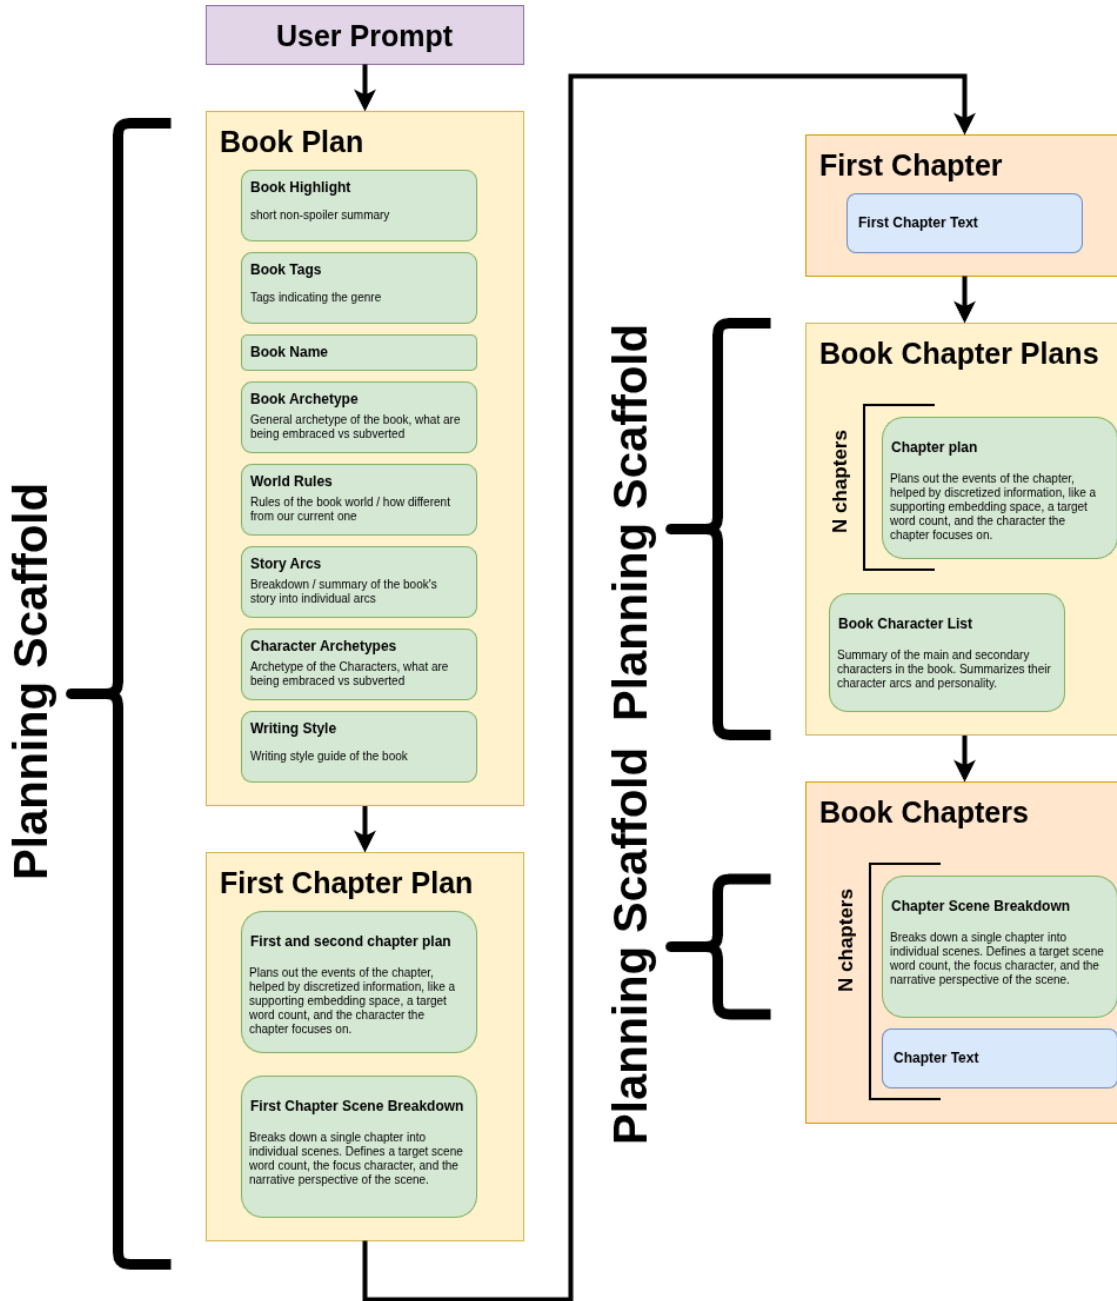 User Prompt
Planning Scaffold
Book Plan
Book Highlight
short non-spoiler summary
Book Tags
Tags indicating the genre
Book Name
Book Archetype
General archetype of the book, what are
being embraced vs subverted
World Rules
Rules of the book world / how different
from our current one
Story Arcs
Breakdown / summary of the book's
story into individual arcs
Character Archetypes
Archetype of the Characters, what are
being embraced vs subverted
Writing Style
Writing style guide of the book
First Chapter Plan
First and second chapter plan
Plans out the events of the chapter,
helped by discretized information, like a
supporting embedding space, a target
word count, and the character the
chapter focuses on.
First Chapter Scene Breakdown
Breaks down a single chapter into
individual scenes. Defines a target scene
word count, the focus character, and the
narrative perspective of the scene.
First Chapter
First Chapter Text
Planning Scaffold
Book Chapter Plans
N chapters
Chapter plan
Plans out the events of the chapter,
helped by discretized information, like a
supporting embedding space, a target
word count, and the character the
chapter focuses on.
Book Character List
Summary of the main and secondary
characters in the book. Summarizes their
character arcs and personality.
Planning Scaffold
Book Chapters
N chapters
Chapter Scene Breakdown
Breaks down a single chapter into
individual scenes. Defines a target scene
word count, the focus character, and the
narrative perspective of the scene.
Chapter Text